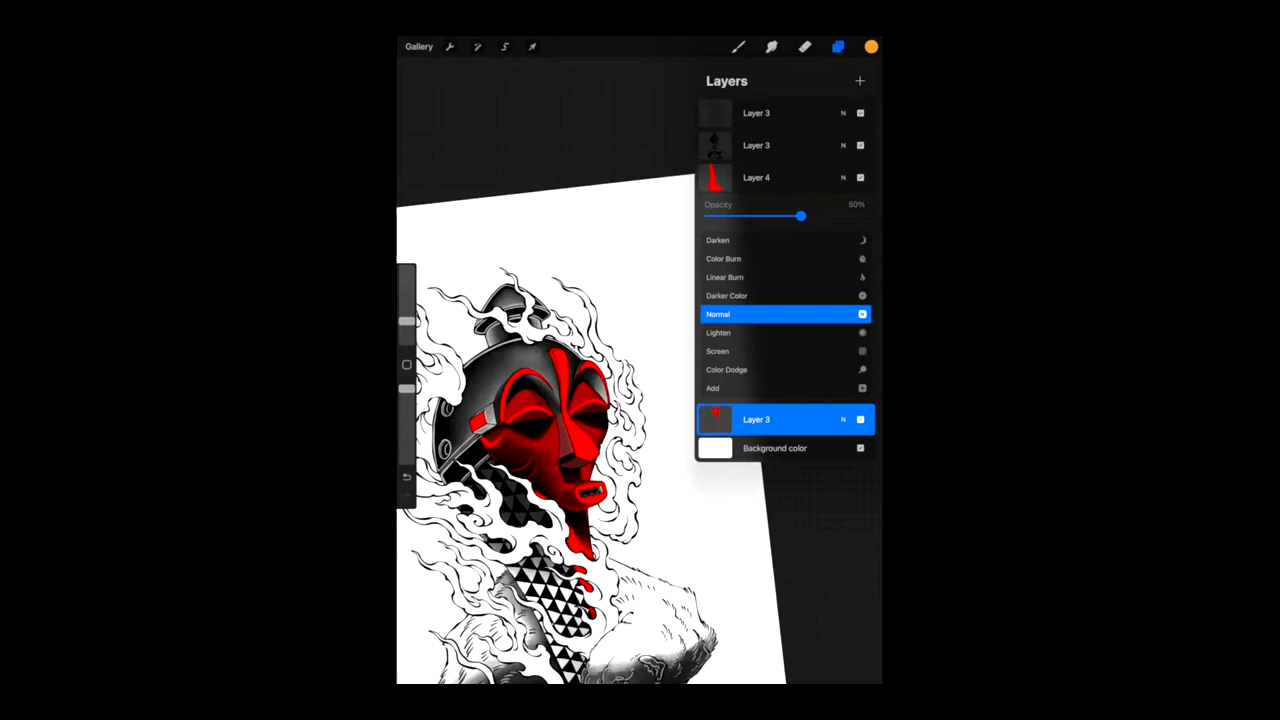 Gallery
Layers
Layer 3 N
Layer 3 N
Layer 4 N
Opacity 50%
Darken
Color Burn
Linear Burn
Darker Color
Normal N
Lighten
Screen
Color Dodge
Add
Layer 3 N
Background color